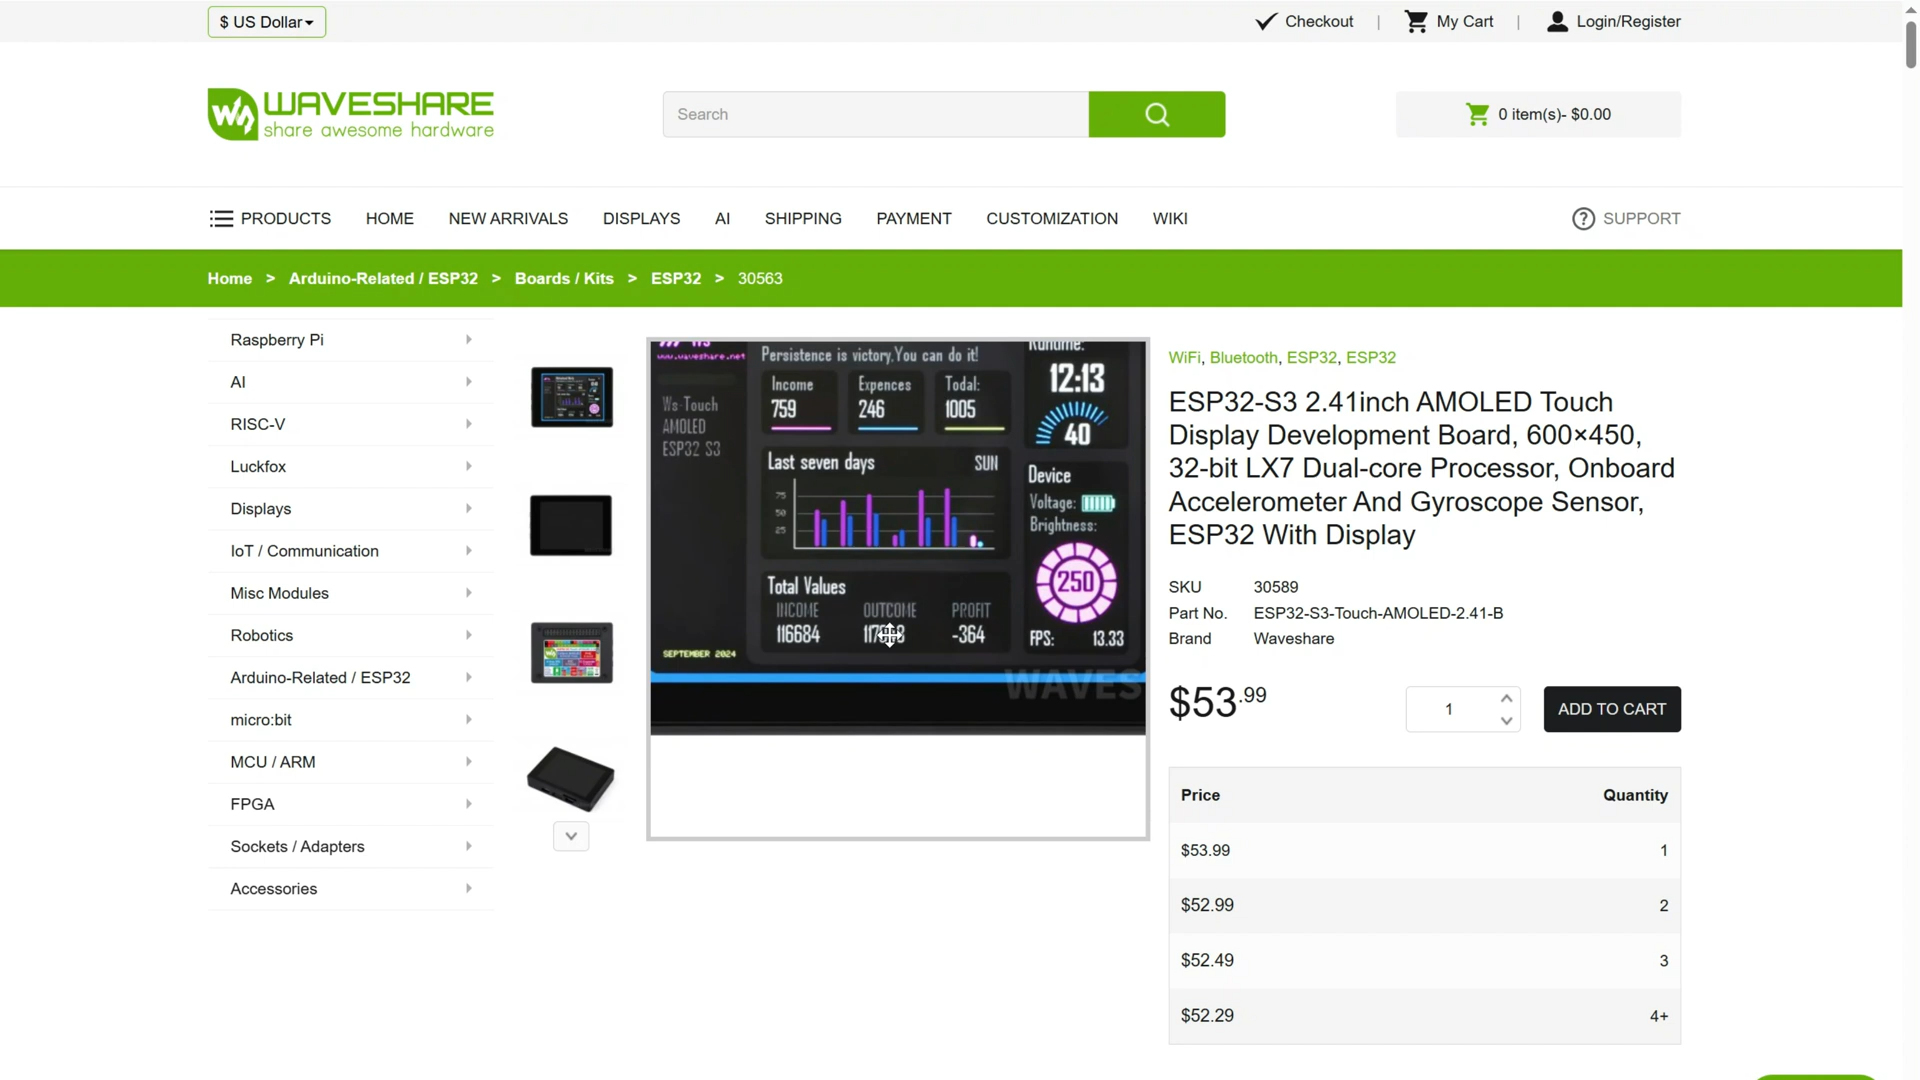 $ US Dollar
Checkout | My Cart | Login/Register
WAVESHARE
share awesome hardware
Search
0 item(s)- $0.00
PRODUCTS HOME NEW ARRIVALS DISPLAYS AI SHIPPING PAYMENT CUSTOMIZATION WIKI
SUPPORT
Home > Arduino-Related / ESP32 > Boards / Kits > ESP32 > 30563
Raspberry Pi
AI
RISC-V
Luckfox
Displays
IoT / Communication
Misc Modules
Robotics
Arduino-Related / ESP32
micro:bit
MCU / ARM
FPGA
Sockets / Adapters
Accessories
www.waveshare.net
Ws-Touch
AMOLED
ESP32 S3
SEPTEMBER 2024
Persistence is victory.You can do it!
Income
759
Expences
246
Todal:
1005
Last seven days SUN
75
50
25
Total Values
INCOME OUTCOME PROFIT
116684
-364
Runtime:
12:13
40
Device
Voltage:
Brightness:
250
FPS: 13.33
WAVES
WiFi, Bluetooth, ESP32, ESP32
ESP32-S3 2.41inch AMOLED Touch
Display Development Board, 600×450,
32-bit LX7 Dual-core Processor, Onboard
Accelerometer And Gyroscope Sensor,
ESP32 With Display
SKU 30589
Part No. ESP32-S3-Touch-AMOLED-2.41-B
Brand Waveshare
$53.99
1
ADD TO CART
Price Quantity
$53.99 1
$52.99 2
$52.49 3
$52.29 4+